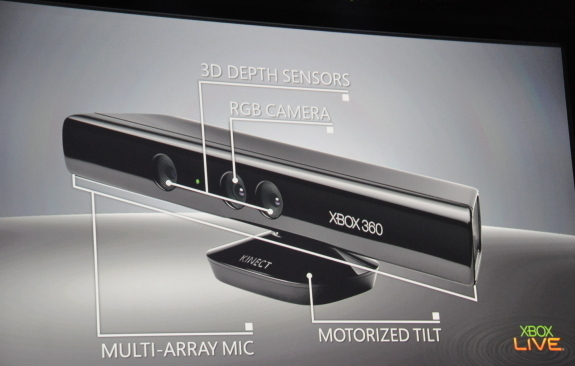 3D DEPTH SENSORS
RGB CAMERA
XBOX 360
KINECT
MOTORIZED TILT
MULTI-ARRAY MIC
XBOX
LIVE